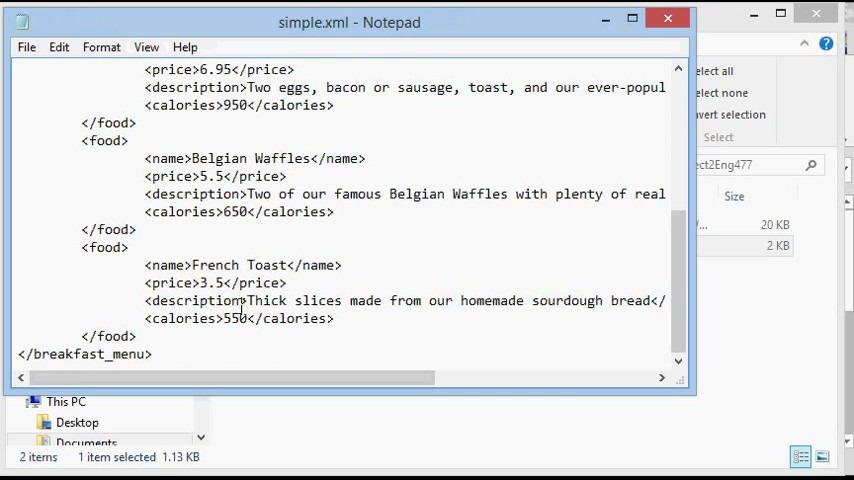 simple.xml - Notepad
File Edit Format View Help
<price>6.95</price>
<description>Two eggs, bacon or sausage, toast, and our ever-popul
<calories>950</calories>
</food>
<food>
<name>Belgian Waffles</name>
<price>5.5</price>
<description>Two of our famous Belgian Waffles with plenty of real
<calories>650</calories>
</food>
<food>
<name>French Toast</name>
<price>3.5</price>
<description>Thick slices made from our homemade sourdough bread</
<calories>550</calories>
</food>
</breakfast_menu>
elect all
elect none
nvert selection
Select
ect2Eng477
Size
20 KB
2 KB
This PC
Desktop
Documents
2 items 1 item selected 1.13 KB